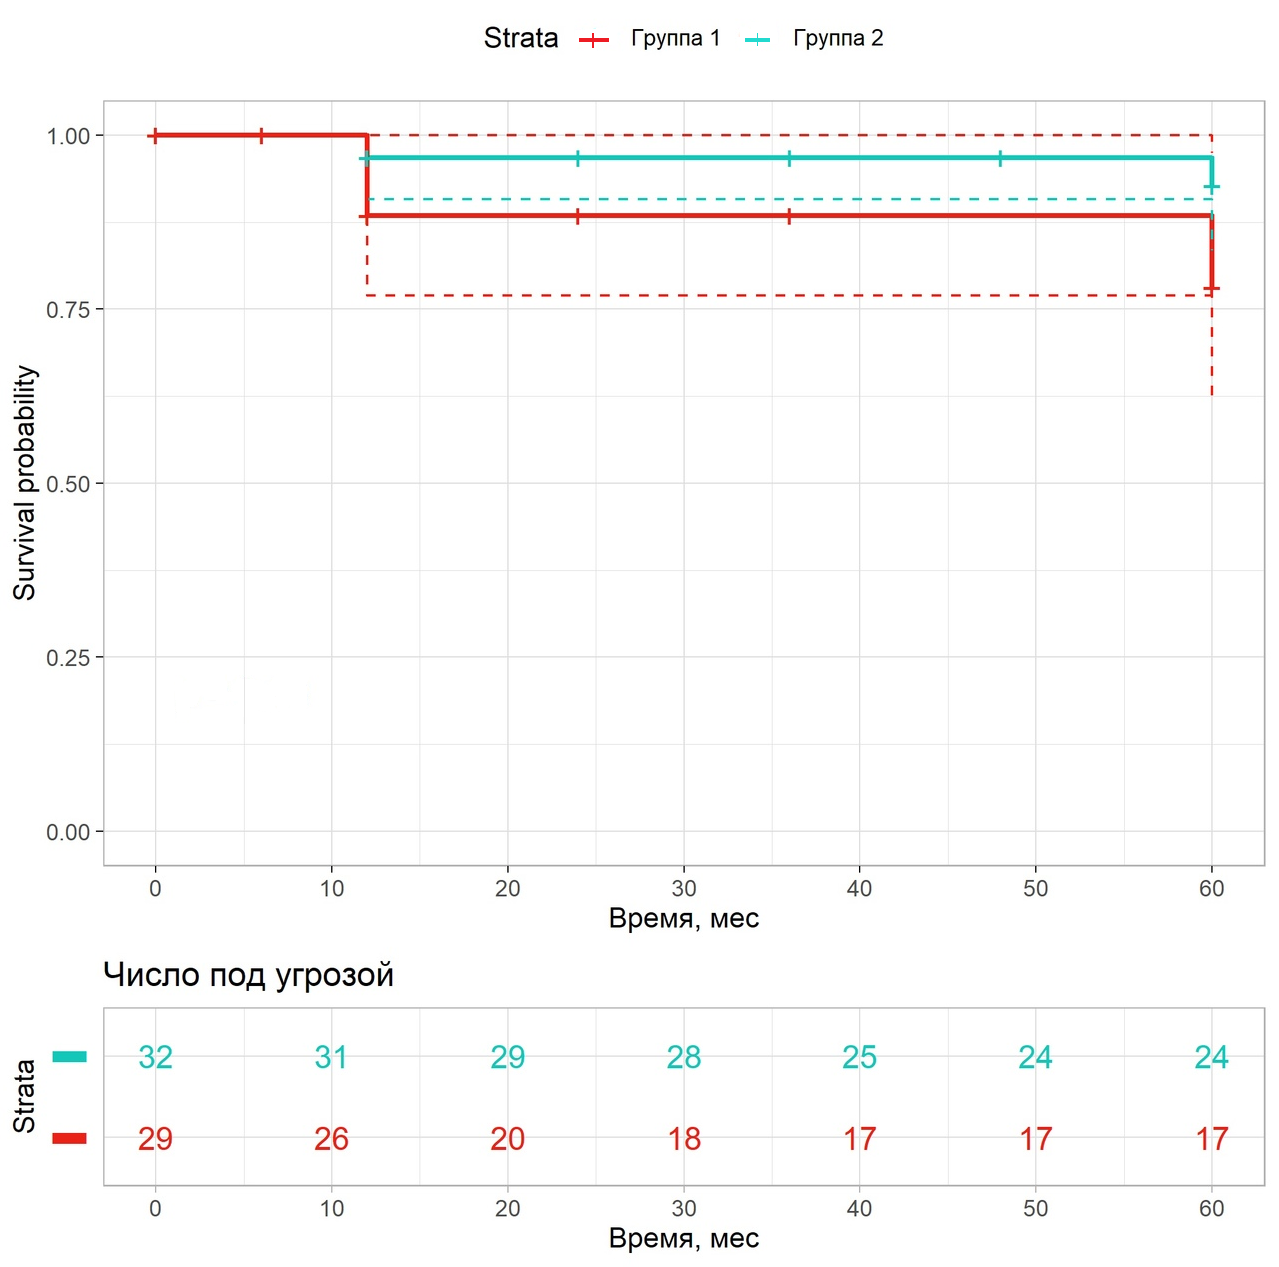 Strata Группа 1 Группа 2
Survival probability
1.00
0.75
0.50
0.25
0.00
0 10 20 30 40 50 60
Время, мес
Число под угрозой
Strata
32 31 29 28 25 24 24
29 26 20 18 17 17 17
0 10 20 30 40 50 60
Время, мес